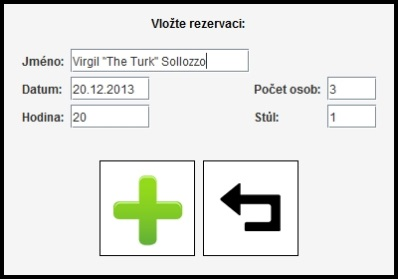 Vložte rezervaci:
Jméno: Virgil "The Turk" Sollozzo
Datum: 20.12.2013 Počet osob: 3
Hodina: 20 Stůl: 1